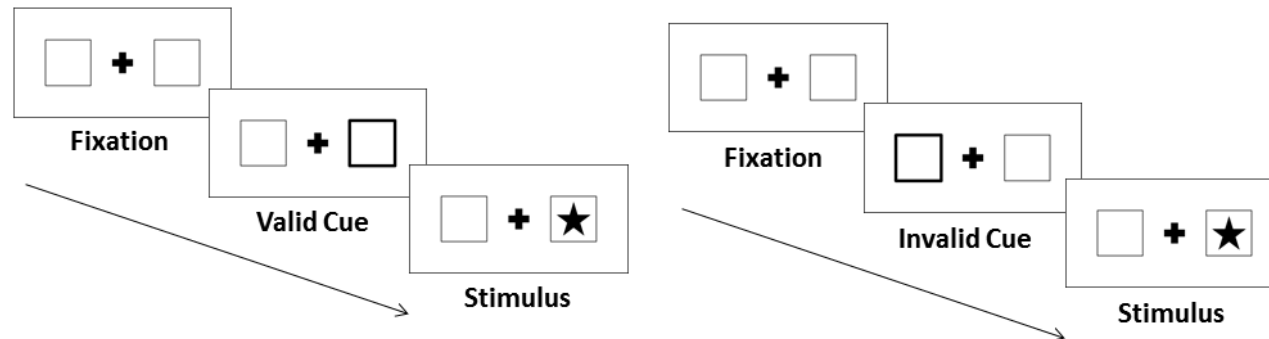 Fixation
Valid Cue
Stimulus
Fixation
Invalid Cue
Stimulus